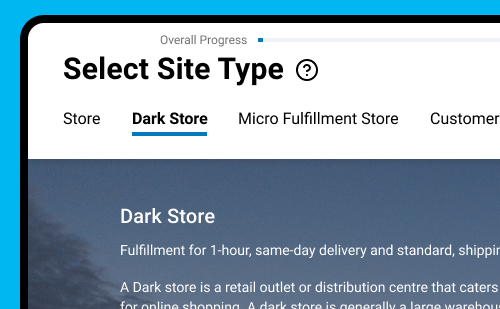 Overall Progress
Select Site Type ?
Store Dark Store Micro Fulfillment Store Customer
Dark Store
Fulfillment for 1-hour, same-day delivery and standard, shippin
A Dark store is a retail outlet or distribution centre that caters
for online shopping. A dark store is generally a large warehous